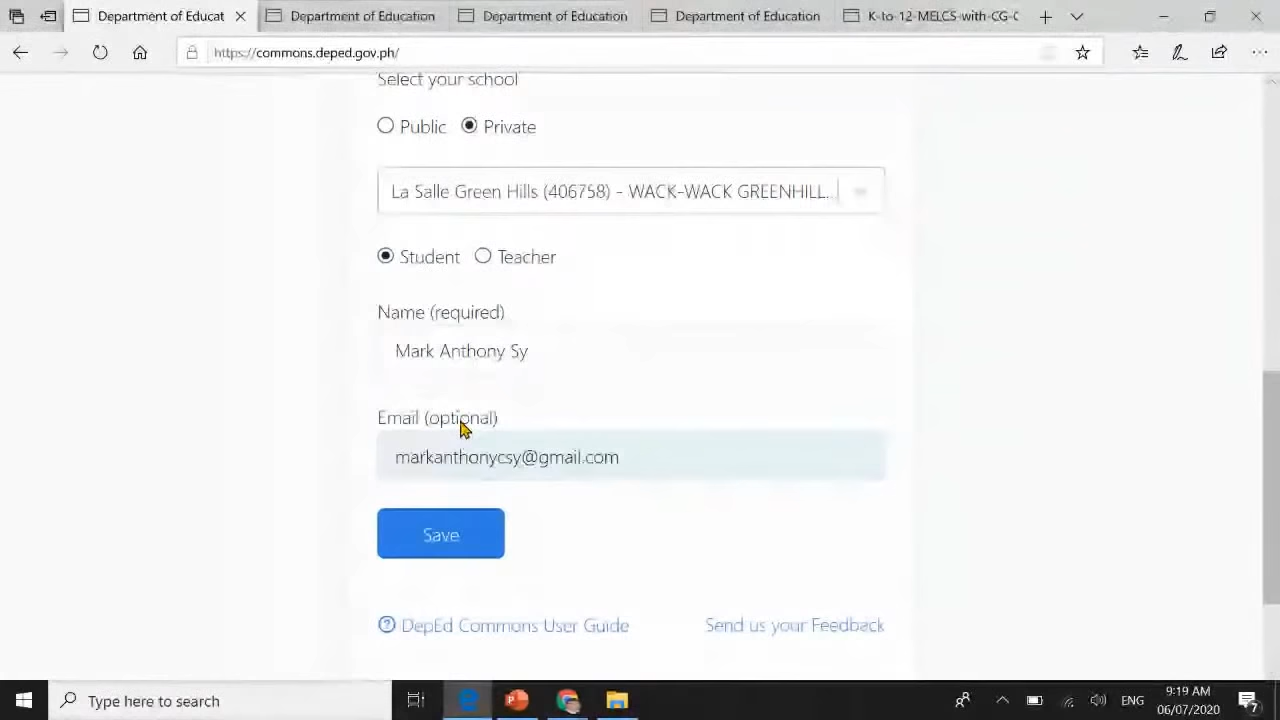 Department of Educat
Department of Education
Department of Education
Department of Education
K-to-12-MELCS-with-CG-C
https://commons.deped.gov.ph/
Select your school
Public
Private
La Salle Green Hills (406758) - WACK-WACK GREENHILL...
Student
Teacher
Name (required)
Mark Anthony Sy
Email (optional)
markanthonycsy@gmail.com
Save
DepEd Commons User Guide
Send us your Feedback
Type here to search
ENG
9:19 AM
06/07/2020
7